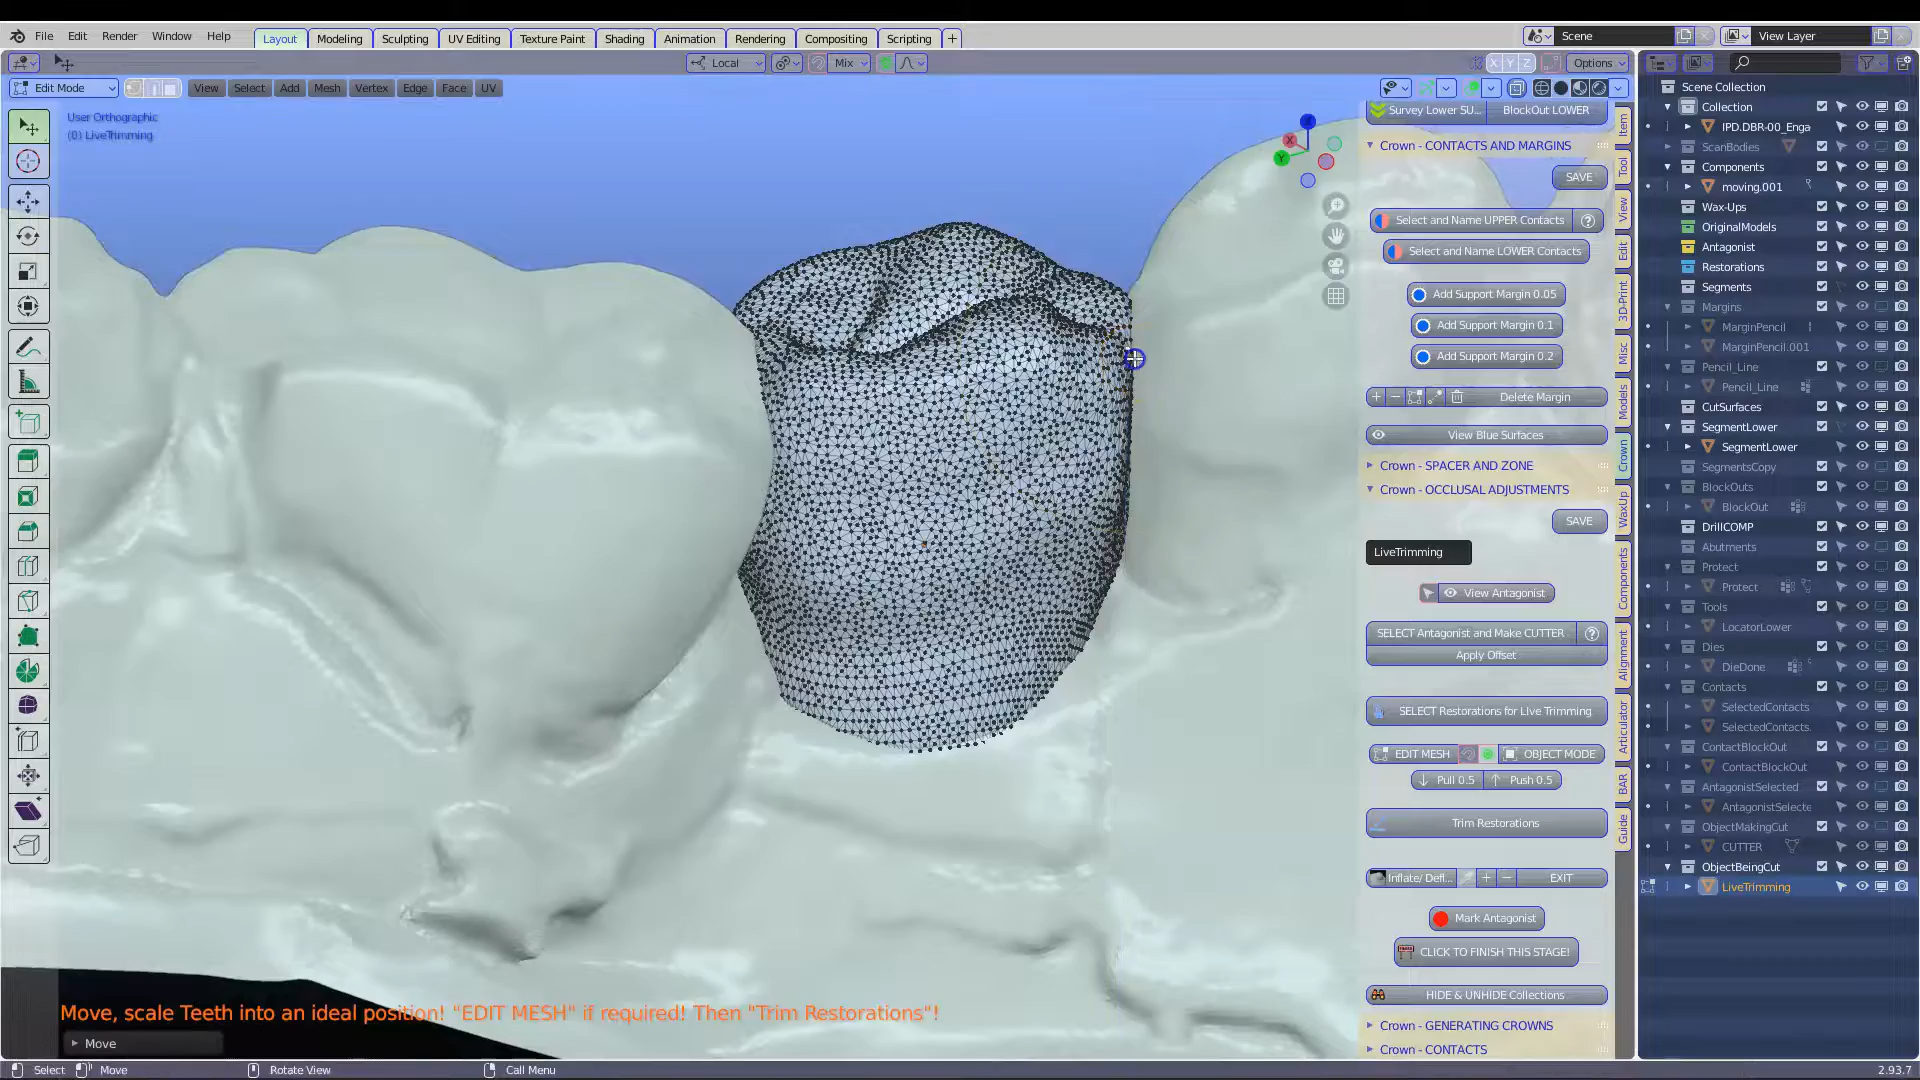 File Edit Render Window Help Layout Modeling Sculpting UV Editing Texture Paint Shading Animation Rendering Compositing Scripting + Scene View Layer
Local Mix X Y Z Options
Edit Mode View Select Add Mesh Vertex Edge Face UV
User Orthographic
(0) LiveTrimming
Survey Lower SU... BlockOut LOWER
Crown - CONTACTS AND MARGINS
SAVE
Select and Name UPPER Contacts ?
Select and Name LOWER Contacts
Add Support Margin 0.05
Add Support Margin 0.1
Add Support Margin 0.2
Delete Margin
View Blue Surfaces
Crown - SPACER AND ZONE
Crown - OCCLUSAL ADJUSTMENTS
SAVE
LiveTrimming
View Antagonist
SELECT Antagonist and Make CUTTER ?
Apply Offset
SELECT Restorations for LIve Trimming
EDIT MESH OBJECT MODE
Pull 0.5 Push 0.5
Trim Restorations
Inflate/ Defl... + − EXIT
Mark Antagonist
CLICK TO FINISH THIS STAGE!
HIDE & UNHIDE Collections
Crown - GENERATING CROWNS
Crown - CONTACTS
Item
Tool
View
Edit
3D-Print
Misc
Models
Crown
WaxUp
Components
Alignment
Articulator
BAR
Guide
Scene Collection
Collection
IPD.DBR-00_Enga
ScanBodies
Components
moving.001
Wax-Ups
OriginalModels
Antagonist
Restorations
Segments
Margins
MarginPencil
MarginPencil.001
Pencil_Line
Pencil_Line
CutSurfaces
SegmentLower
SegmentLower
SegmentsCopy
BlockOuts
BlockOut
DrillCOMP
Abutments
Protect
Protect
Tools
LocatorLower
Dies
DieDone
Contacts
SelectedContacts
SelectedContacts.
ContactBlockOut
ContactBlockOut
AntagonistSelected
AntagonistSelecte
ObjectMakingCut
CUTTER
ObjectBeingCut
LiveTrimming
Move, scale Teeth into an ideal position! "EDIT MESH" if required! Then "Trim Restorations"!
Move
Select Move Rotate View Call Menu 2.93.7